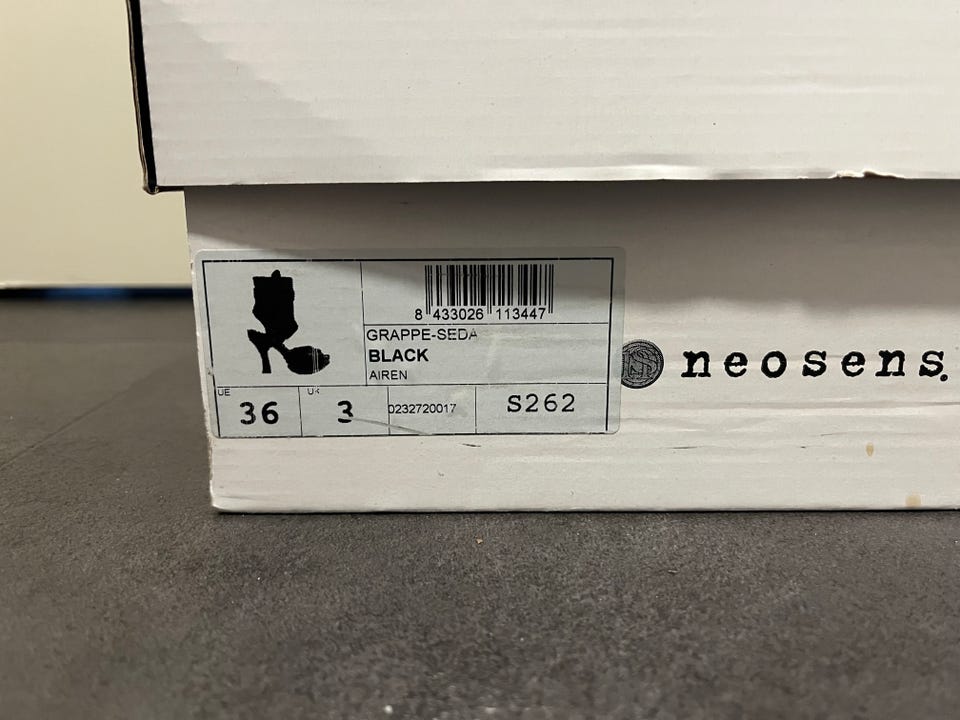 8 433026 113447
GRAPPE-SEDA
BLACK
AIREN
UE
36
UK
3
0232720017
S262
neosens.